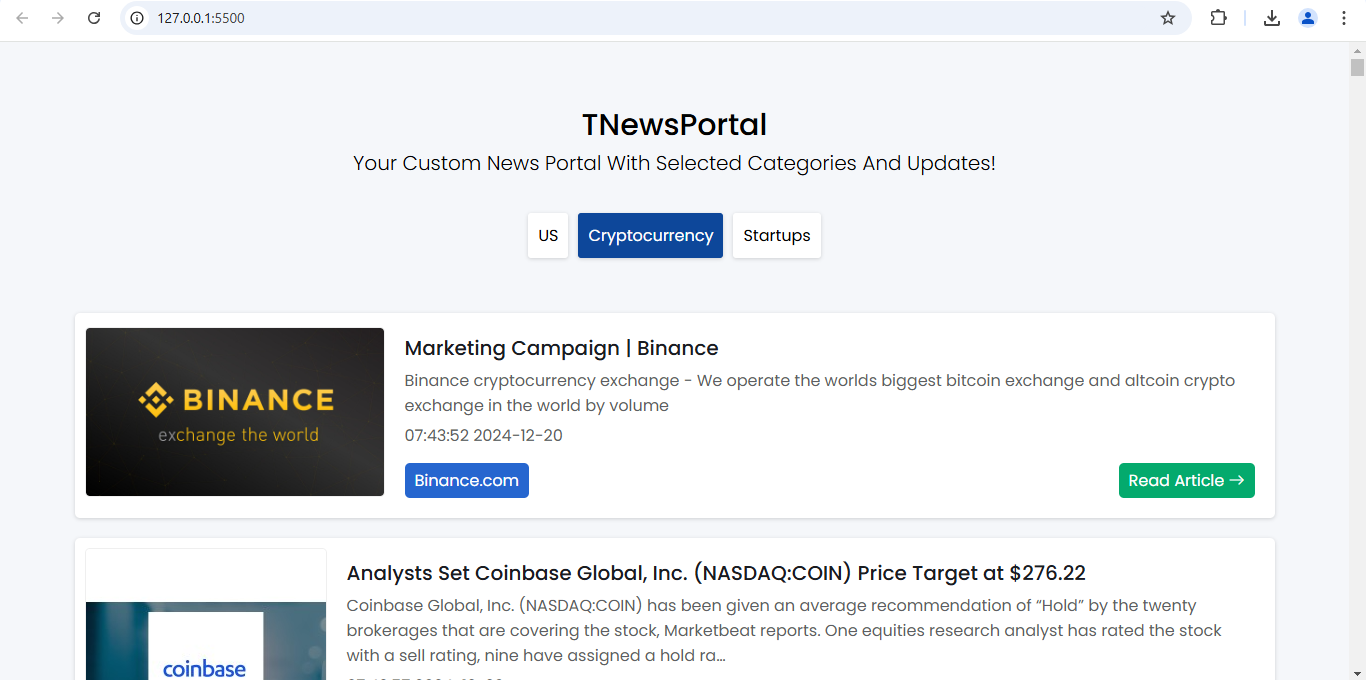 127.0.0.1:5500
TNewsPortal
Your Custom News Portal With Selected Categories And Updates!
US
Cryptocurrency
Startups
BINANCE
exchange the world
Marketing Campaign | Binance
Binance cryptocurrency exchange - We operate the worlds biggest bitcoin exchange and altcoin crypto
exchange in the world by volume
07:43:52 2024-12-20
Binance.com
Read Article →
coinbase
Analysts Set Coinbase Global, Inc. (NASDAQ:COIN) Price Target at $276.22
Coinbase Global, Inc. (NASDAQ:COIN) has been given an average recommendation of “Hold” by the twenty
brokerages that are covering the stock, Marketbeat reports. One equities research analyst has rated the stock
with a sell rating, nine have assigned a hold ra…